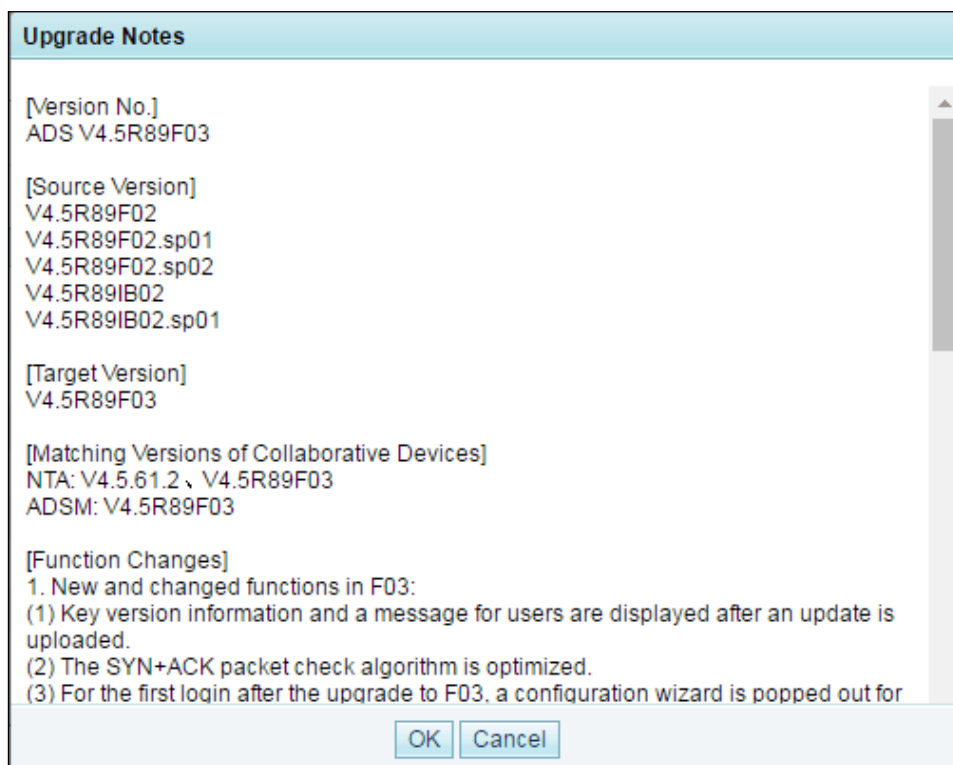 Upgrade Notes
[Version No.]
ADS V4.5R89F03
[Source Version]
V4.5R89F02
V4.5R89F02.sp01
V4.5R89F02.sp02
V4.5R89IB02
V4.5R89IB02.sp01
[Target Version]
V4.5R89F03
[Matching Versions of Collaborative Devices]
NTA: V4.5.61.2、V4.5R89F03
ADSM: V4.5R89F03
[Function Changes]
1. New and changed functions in F03:
(1) Key version information and a message for users are displayed after an update is
uploaded.
(2) The SYN+ACK packet check algorithm is optimized.
(3) For the first login after the upgrade to F03, a configuration wizard is popped out for
OK Cancel